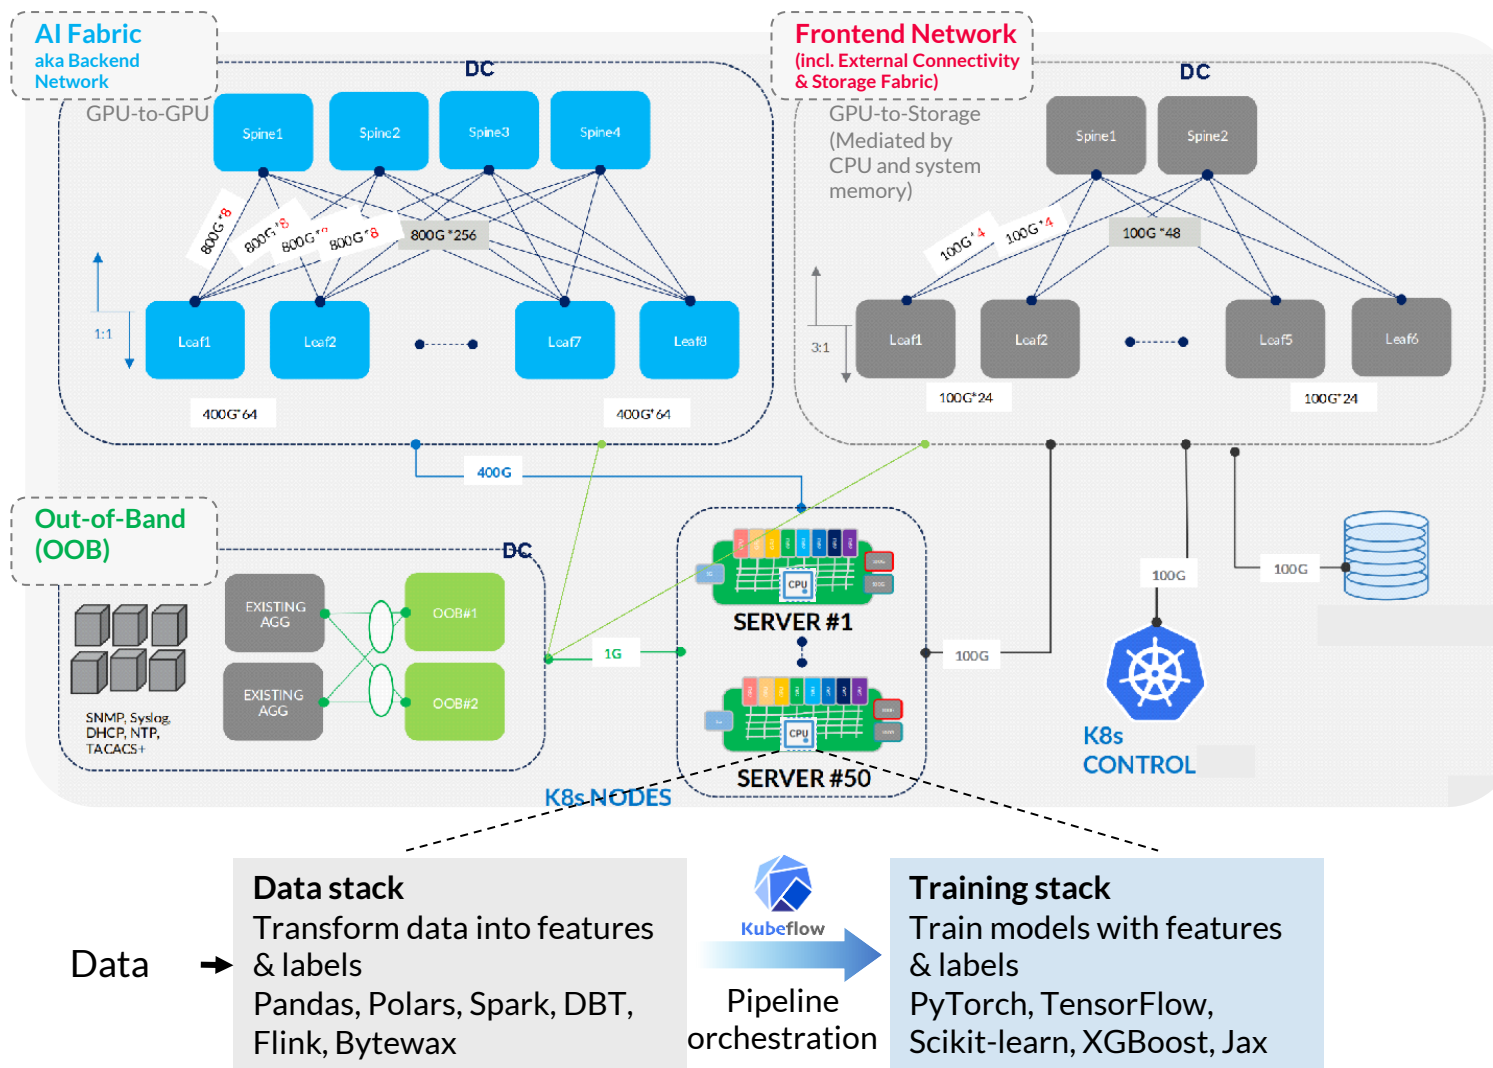 AI Fabric
aka Backend
Network
DC
GPU-to-GPU
Spine1
Spine2
Spine3
Spine4
800G*8
800G*8
800G*
800G*8
800G *256
1:1
Leaf1
Leaf2
Leaf7
Leaf8
400G*64
400G*64
Frontend Network
(incl. External Connectivity
& Storage Fabric)
DC
GPU-to-Storage
(Mediated by
CPU and system
memory)
Spine1
Spine2
100G*4
100G*4
100G *48
3:1
Leaf1
Leaf2
Leaf5
Leaf6
100G*24
100G*24
400G
Out-of-Band
(OOB)
DC
EXISTING
AGG
OOB#1
EXISTING
AGG
OOB#2
SNMP, Syslog,
DHCP, NTP,
TACACS+
1G
CPU
SERVER #1
CPU
SERVER #50
K8s NODES
100G
100G
100G
K8s
CONTROL
Data
Data stack
Transform data into features
& labels
Pandas, Polars, Spark, DBT,
Flink, Bytewax
Kubeflow
Pipeline
orchestration
Training stack
Train models with features
& labels
PyTorch, TensorFlow,
Scikit-learn, XGBoost, Jax